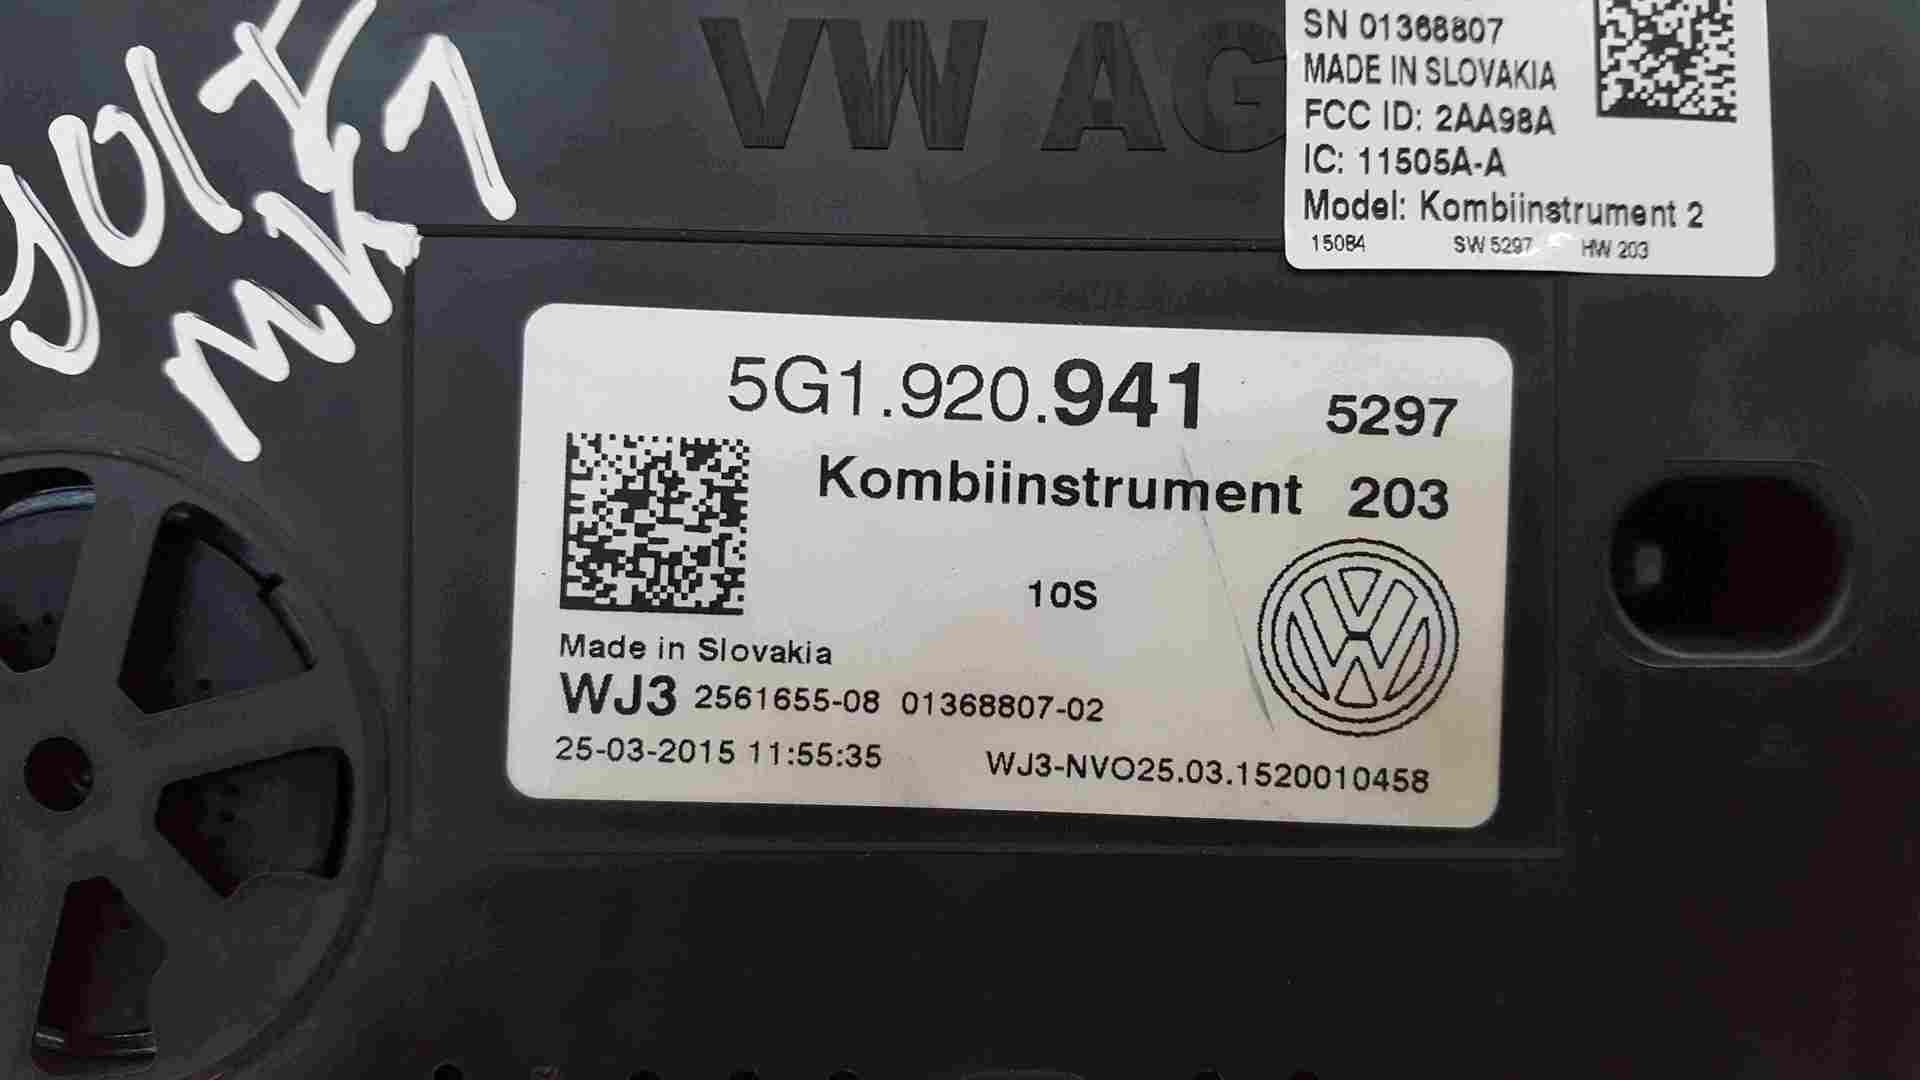 GOLF
MK7
VW AG
SN 01368807
MADE IN SLOVAKIA
FCC ID: 2AA98A
IC: 11505A-A
Model: Kombiinstrument 2
15084 SW 5297 HW 203
5G1.920.941 5297
Kombiinstrument 203
10S
Made in Slovakia
WJ3 2561655-08 01368807-02
25-03-2015 11:55:35 WJ3-NVO25.03.1520010458